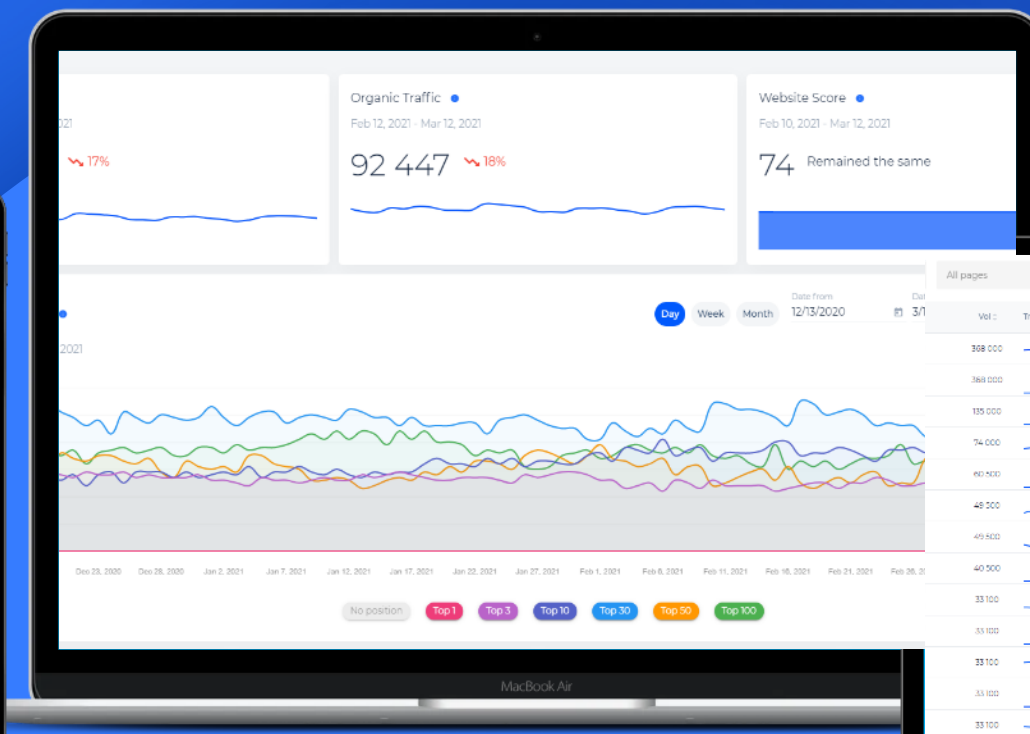 Organic Traffic
Website Score
021
Feb 12, 2021 - Mar 12, 2021
Feb 10, 2021 - Mar 12, 2021
17%
92 447
18%
74
Remained the same
All pages
Date from
Day
Week
Month
12/13/2020
3/1
Vol
2021
368 000
368 000
135 000
74 000
60 500
49 500
49 500
40 500
33 100
33 100
33 100
33 100
33 100
Dec 23, 2020
Dec 28, 2020
Jan 2, 2021
Jan 7, 2021
Jan 12, 2021
Jan 17, 2021
Jan 22, 2021
Jan 27, 2021
Feb 1, 2021
Feb 6, 2021
Feb 11, 2021
Feb 16, 2021
Feb 21, 2021
Feb 26, 20
No position
Top 1
Top 3
Top 10
Top 30
Top 50
Top 100
MacBook Air